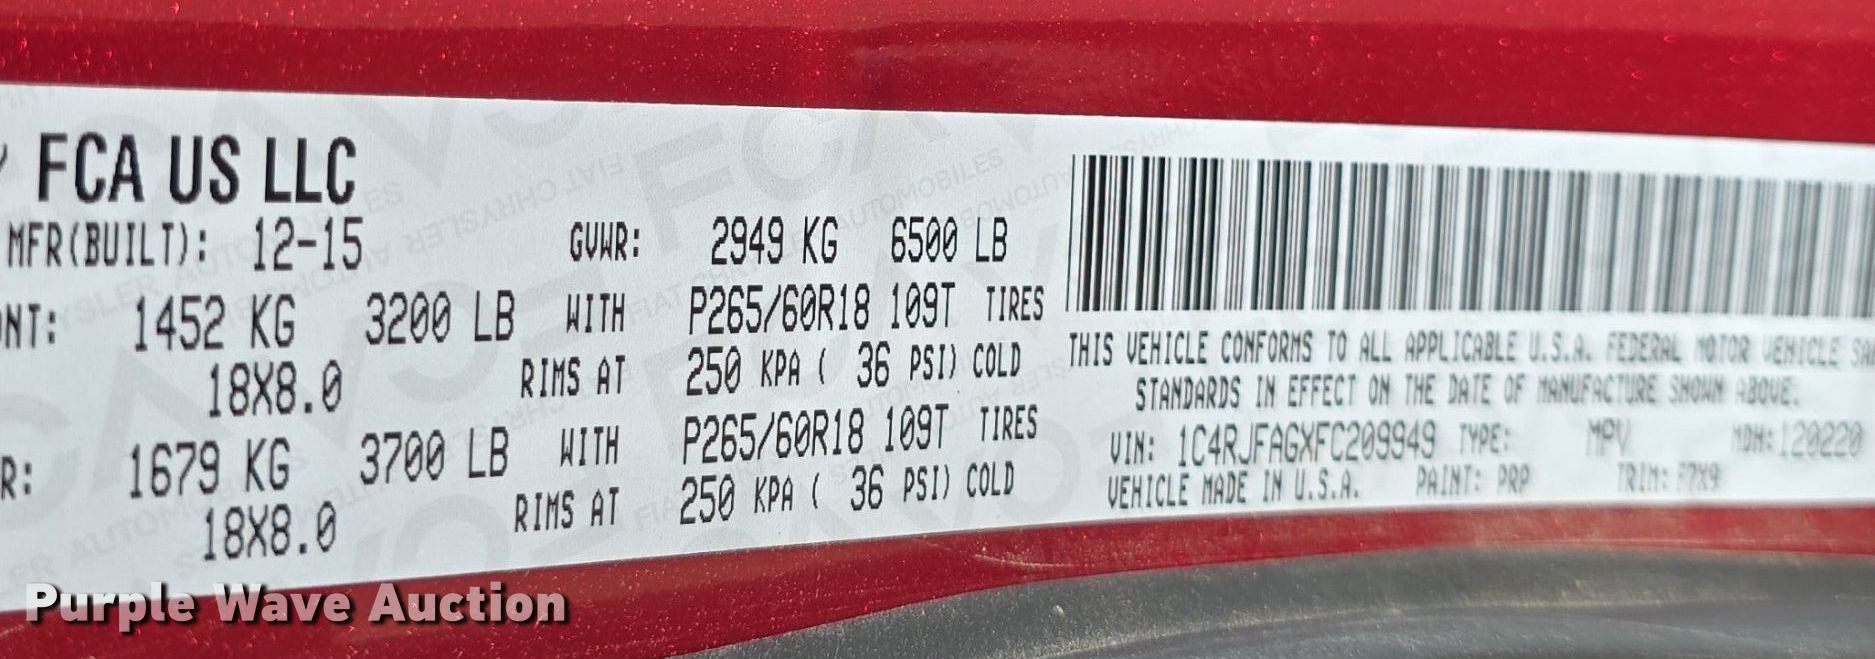 FCA US LLC
MFR(BUILT): 12-15 GVWR: 2949 KG 6500 LB
NT: 1452 KG 3200 LB WITH P265/60R18 109T TIRES
18X8.0 RIMS AT 250 KPA ( 36 PSI) COLD
R: 1679 KG 3700 LB WITH P265/60R18 109T TIRES
18X8.0 RIMS AT 250 KPA ( 36 PSI) COLD
THIS VEHICLE CONFORMS TO ALL APPLICABLE U.S.A. FEDERAL MOTOR VEHICLE
STANDARDS IN EFFECT ON THE DATE OF MANUFACTURE SHOWN ABOVE.
VIN: 1C4RJFAGXFC209949 TYPE: MPV MDH: 120220
VEHICLE MADE IN U.S.A. PAINT: PRP TRIM: F7X9
Purple Wave Auction